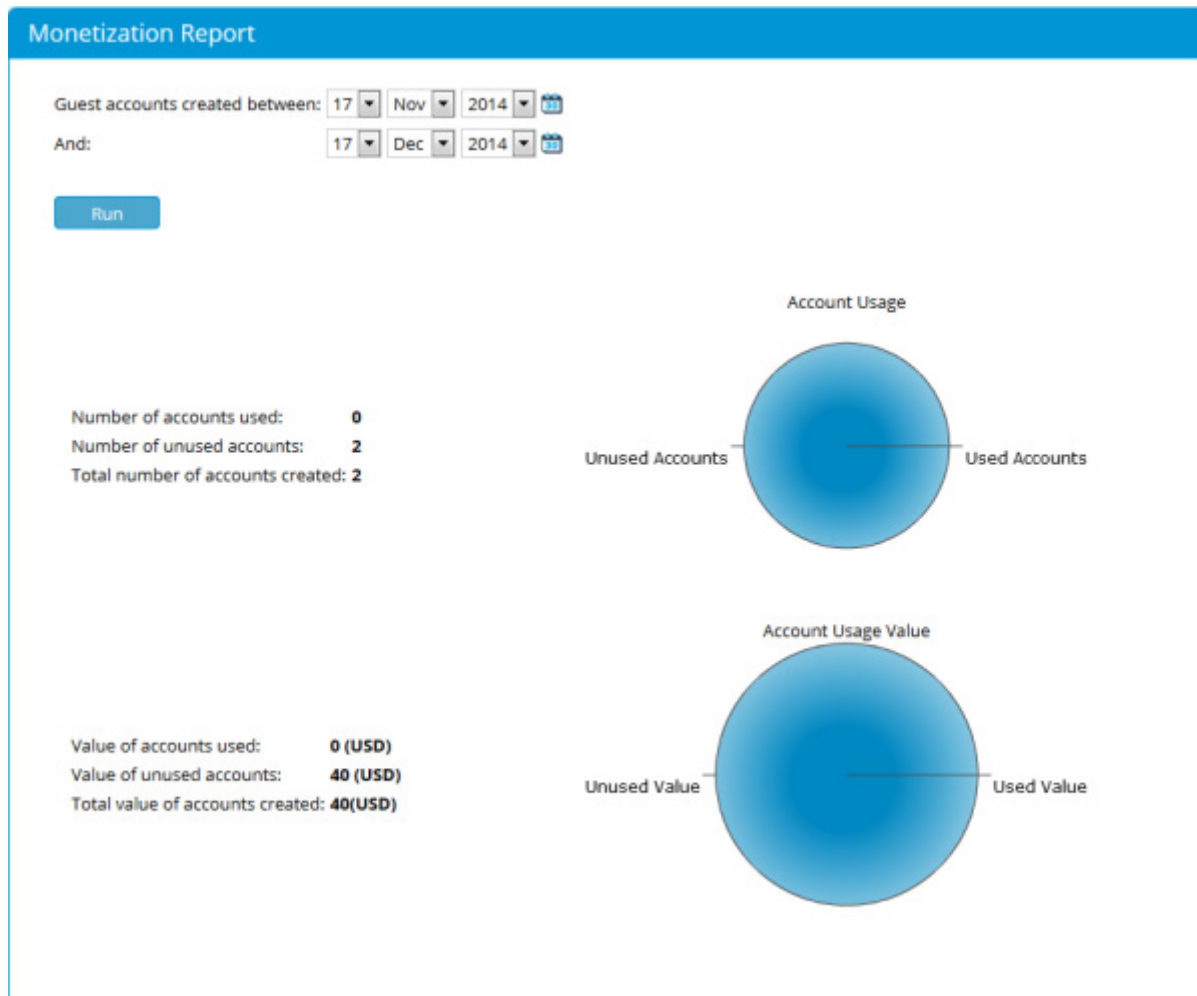 Monetization Report
Guest accounts created between: 17 Nov 2014
And: 17 Dec 2014
Run
Account Usage
Number of accounts used: 0
Number of unused accounts: 2
Total number of accounts created: 2
Unused Accounts
Used Accounts
Account Usage Value
Value of accounts used: 0 (USD)
Value of unused accounts: 40 (USD)
Total value of accounts created: 40(USD)
Unused Value
Used Value